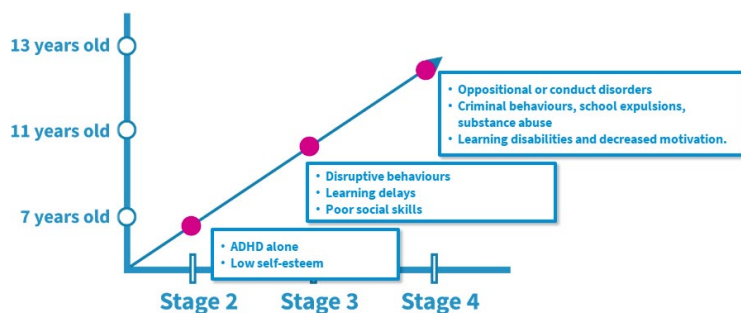 13 years old
11 years old
7 years old
• Oppositional or conduct disorders
• Criminal behaviours, school expulsions,
substance abuse
• Learning disabilities and decreased motivation.
• Disruptive behaviours
• Learning delays
• Poor social skills
• ADHD alone
• Low self-esteem
Stage 2
Stage 3
Stage 4